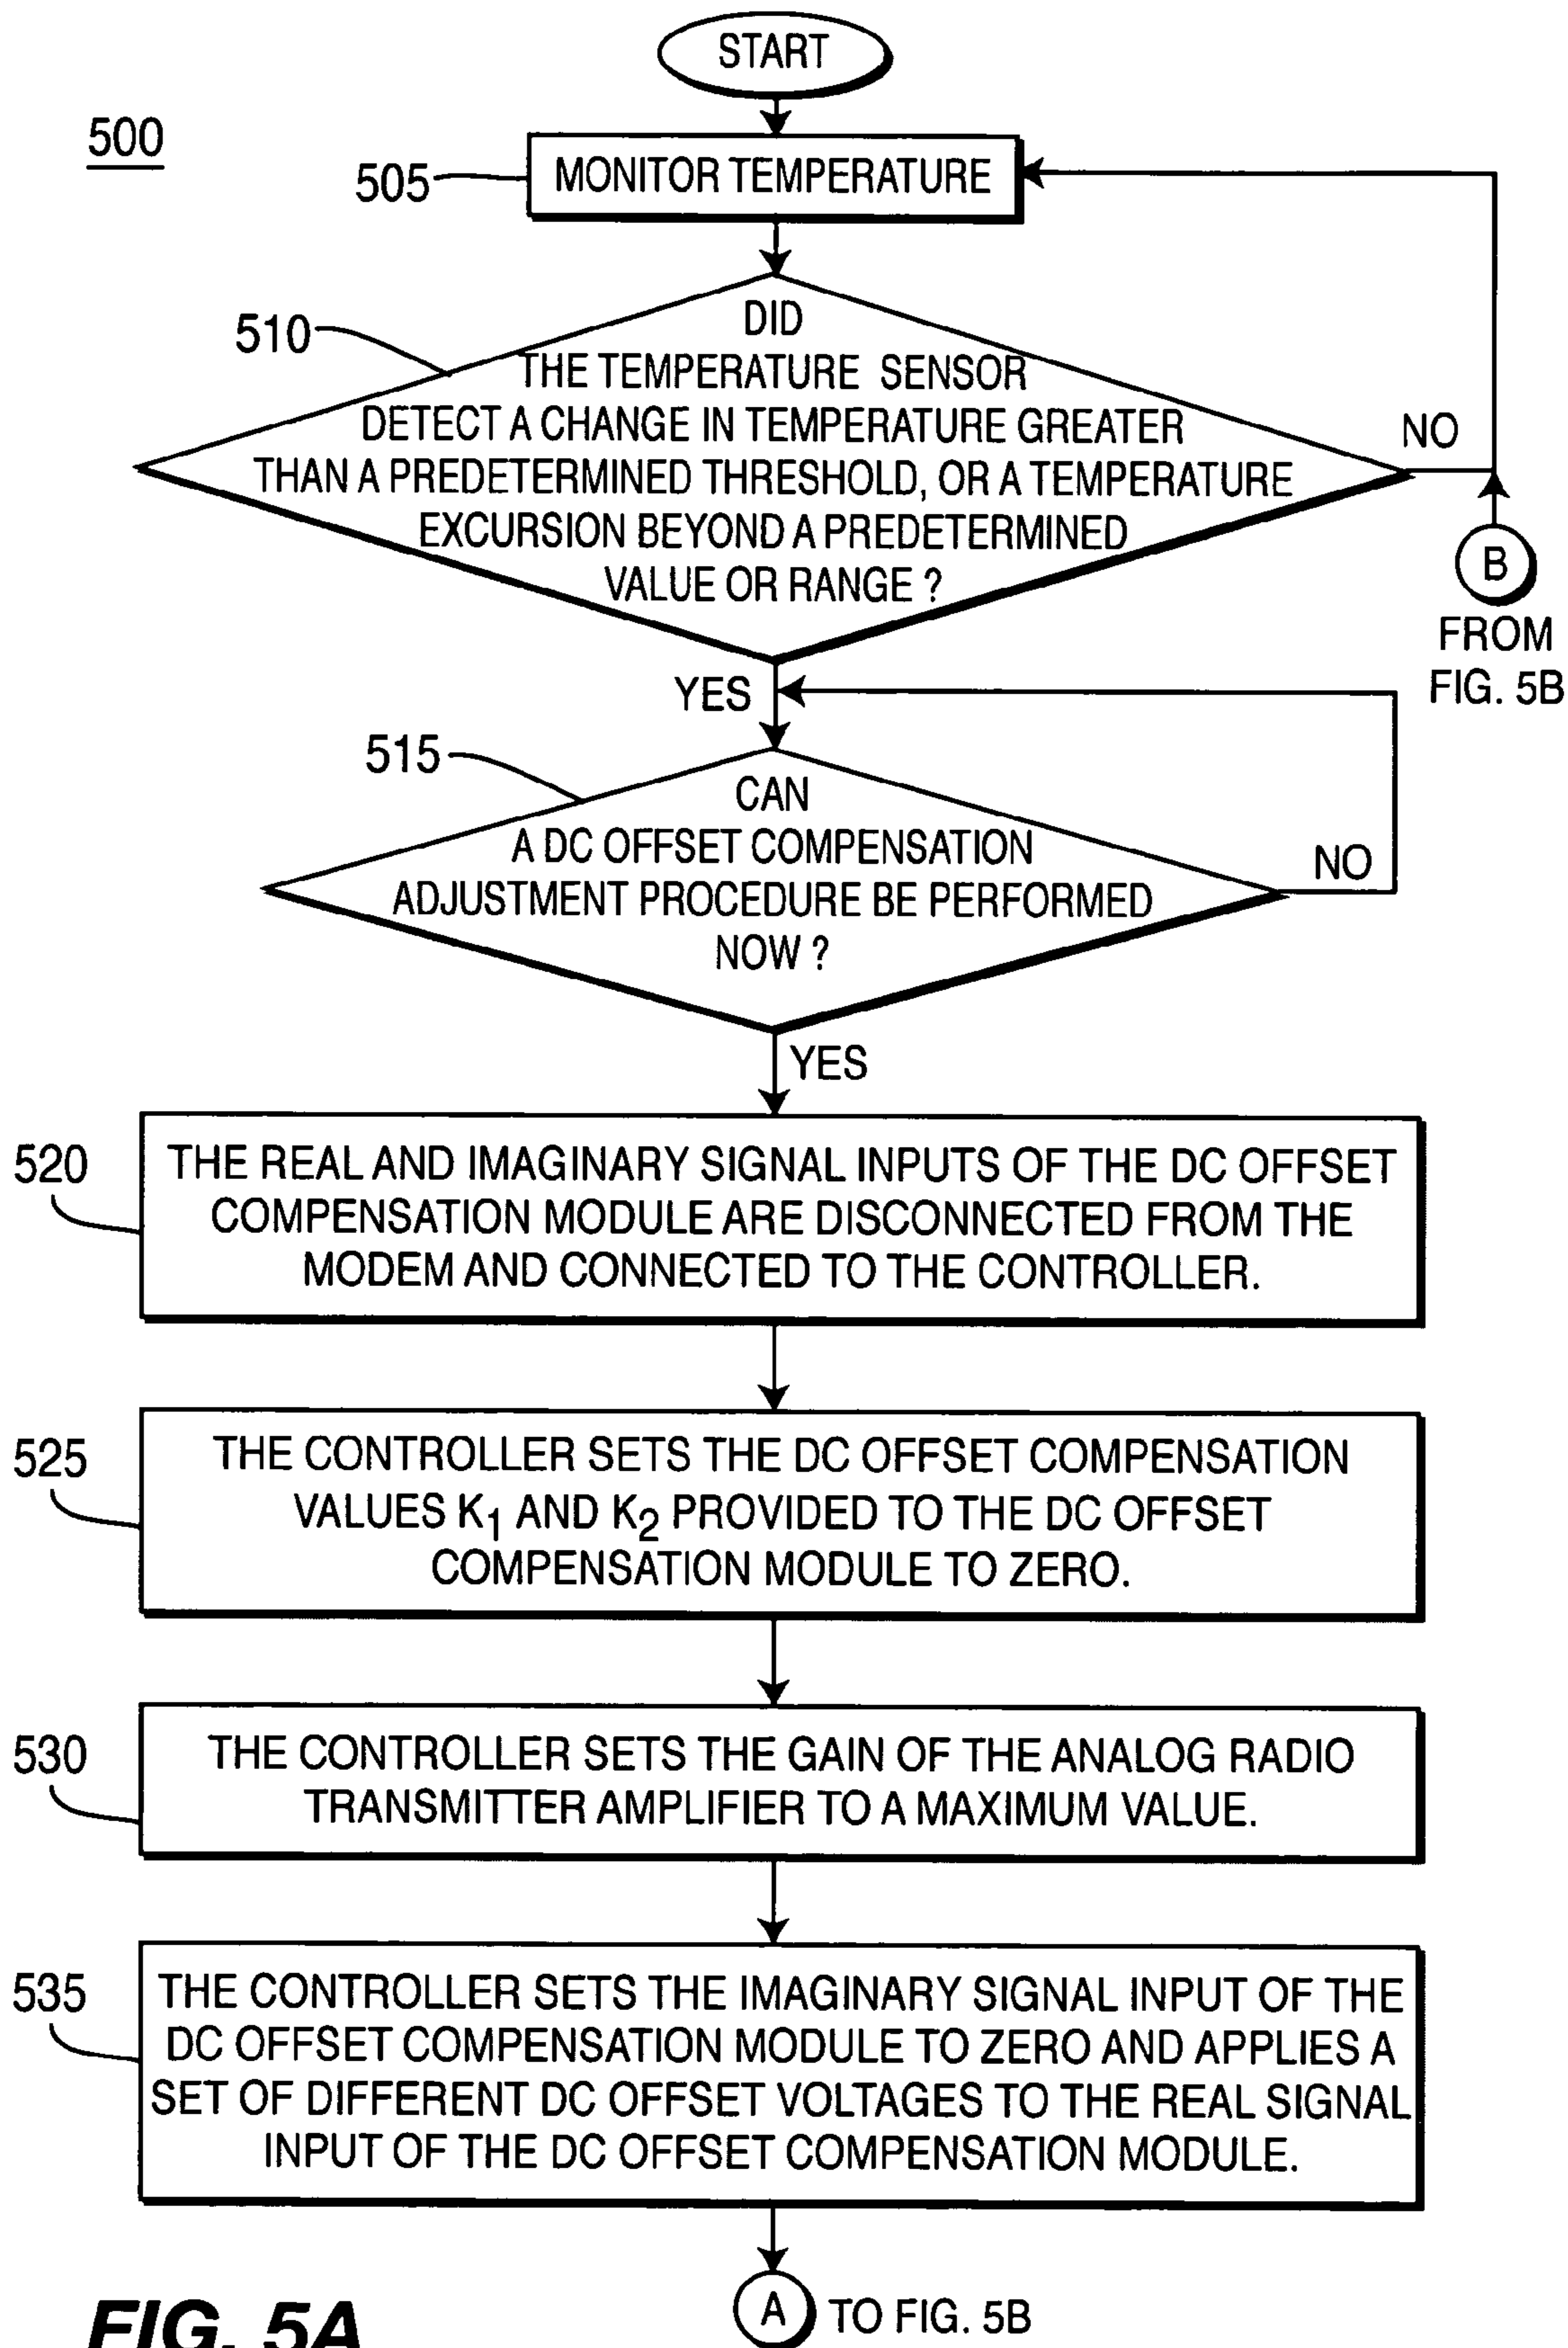 START
500
505
MONITOR TEMPERATURE
510
DID
THE TEMPERATURE SENSOR
DETECT A CHANGE IN TEMPERATURE GREATER
THAN A PREDETERMINED THRESHOLD, OR A TEMPERATURE
EXCURSION BEYOND A PREDETERMINED
VALUE OR RANGE ?
NO
B
FROM
FIG. 5B
YES
515
CAN
A DC OFFSET COMPENSATION
ADJUSTMENT PROCEDURE BE PERFORMED
NOW ?
NO
YES
520
THE REAL AND IMAGINARY SIGNAL INPUTS OF THE DC OFFSET
COMPENSATION MODULE ARE DISCONNECTED FROM THE
MODEM AND CONNECTED TO THE CONTROLLER.
525
THE CONTROLLER SETS THE DC OFFSET COMPENSATION
VALUES K1 AND K2 PROVIDED TO THE DC OFFSET
COMPENSATION MODULE TO ZERO.
530
THE CONTROLLER SETS THE GAIN OF THE ANALOG RADIO
TRANSMITTER AMPLIFIER TO A MAXIMUM VALUE.
535
THE CONTROLLER SETS THE IMAGINARY SIGNAL INPUT OF THE
DC OFFSET COMPENSATION MODULE TO ZERO AND APPLIES A
SET OF DIFFERENT DC OFFSET VOLTAGES TO THE REAL SIGNAL
INPUT OF THE DC OFFSET COMPENSATION MODULE.
A
TO FIG. 5B
FIG. 5A